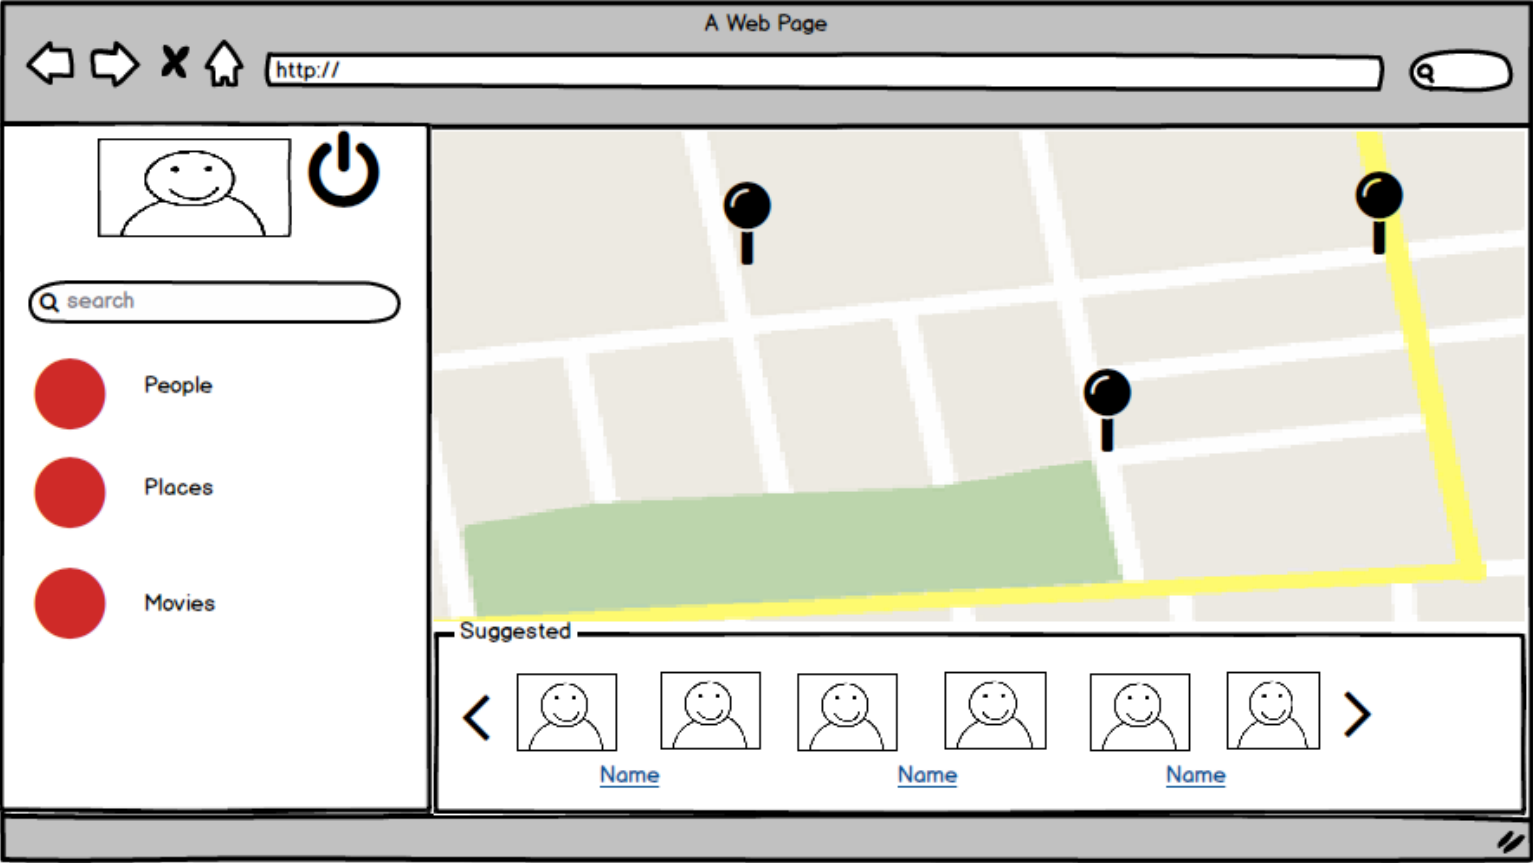 A Web Page
http://
search
People
Places
Movies
Suggested
Name
Name
Name